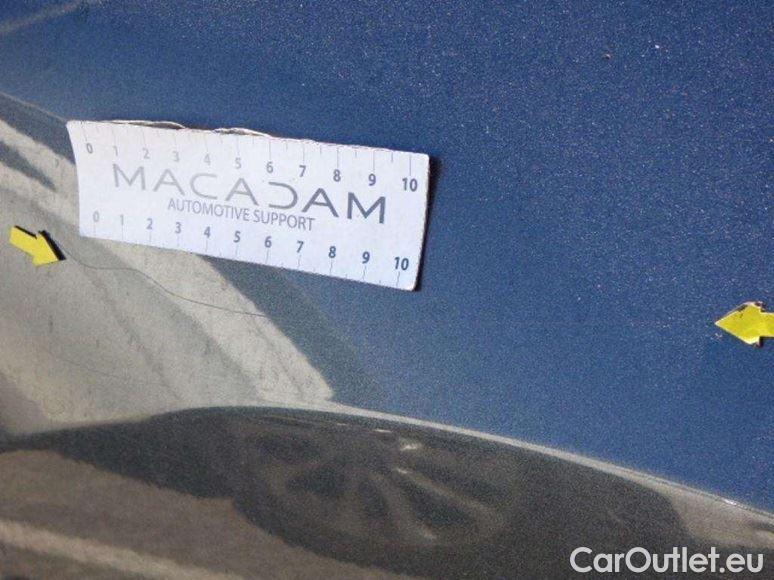 0 1 2 3 4 5 6 7 8 9 10
MACADAM
AUTOMOTIVE SUPPORT
0 1 2 3 4 5 6 7 8 9 10
CarOutlet.eu